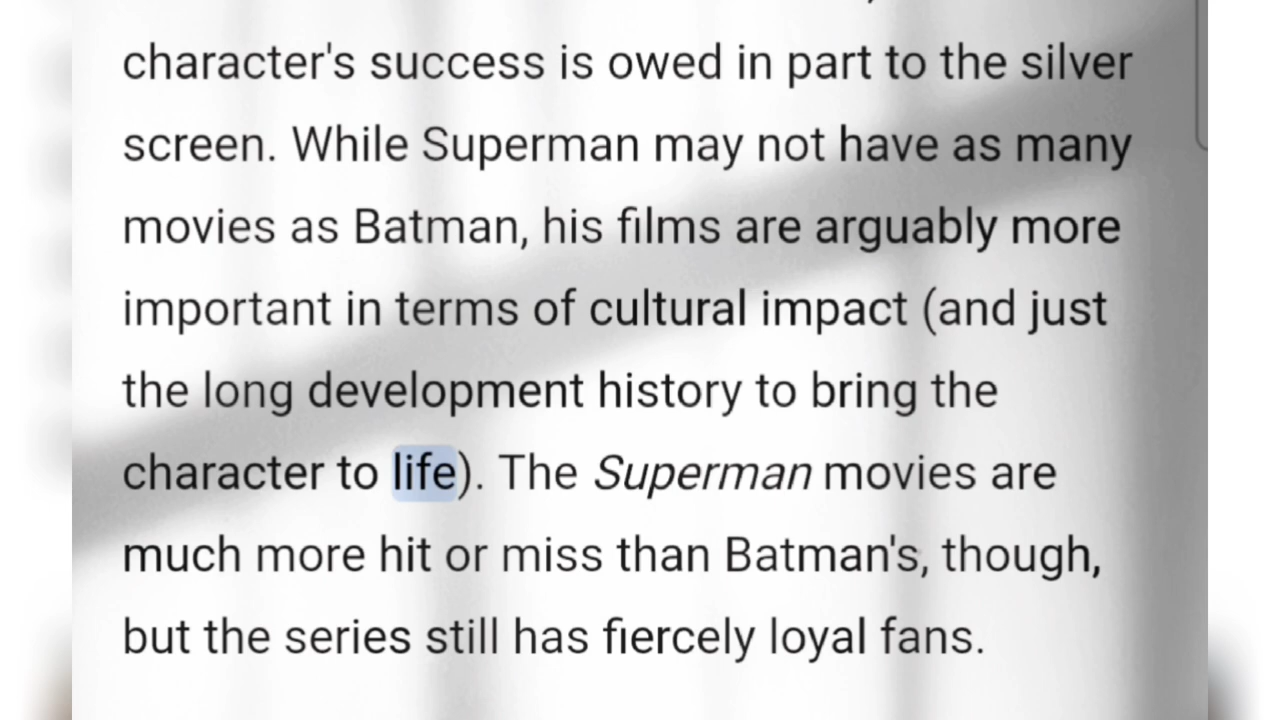 character's success is owed in part to the silver
screen. While Superman may not have as many
movies as Batman, his films are arguably more
important in terms of cultural impact (and just
the long development history to bring the
character to life). The Superman movies are
much more hit or miss than Batman's, though,
but the series still has fiercely loyal fans.